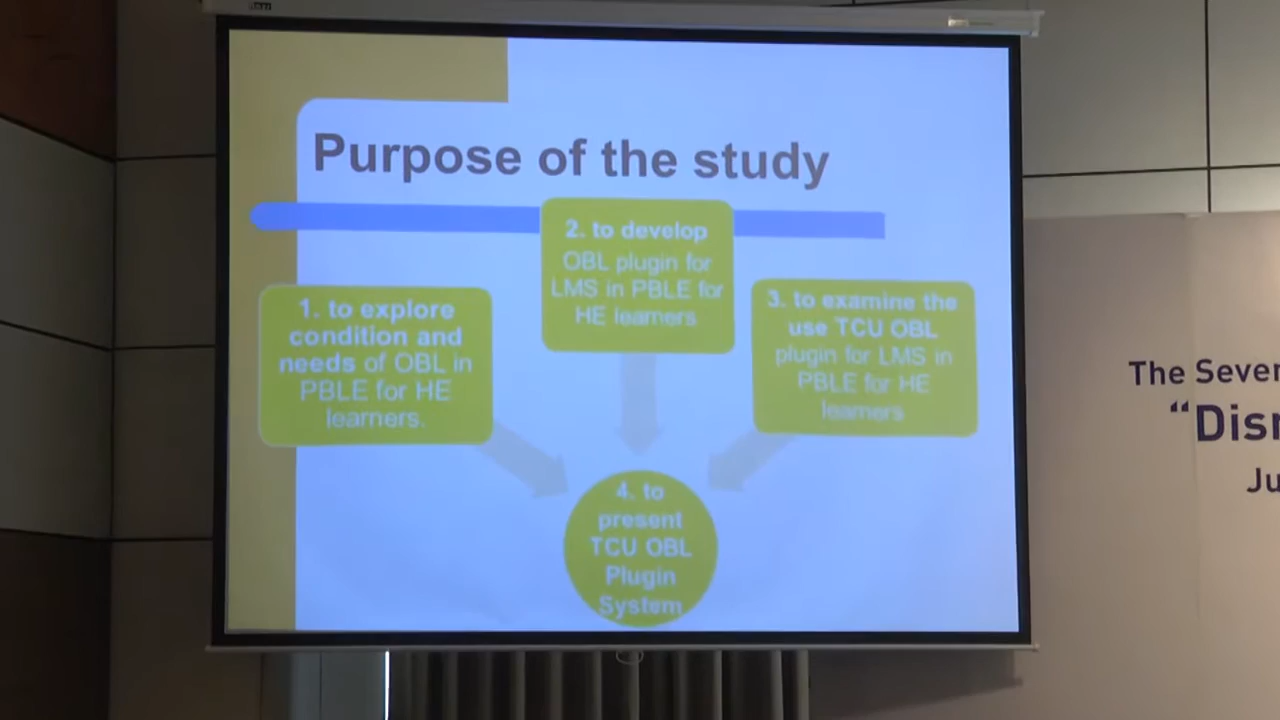 Purpose of the study
1. to explore
condition and
needs of OBL in
PBLE for HE
learners.
2. to develop
OBL plugin for
LMS in PBLE for
HE learners
3. to examine the
use TCU OBL
plugin for LMS in
PBLE for HE
learners
4. to
present
TCU OBL
Plugin
System
The Seven
“Disr
Ju